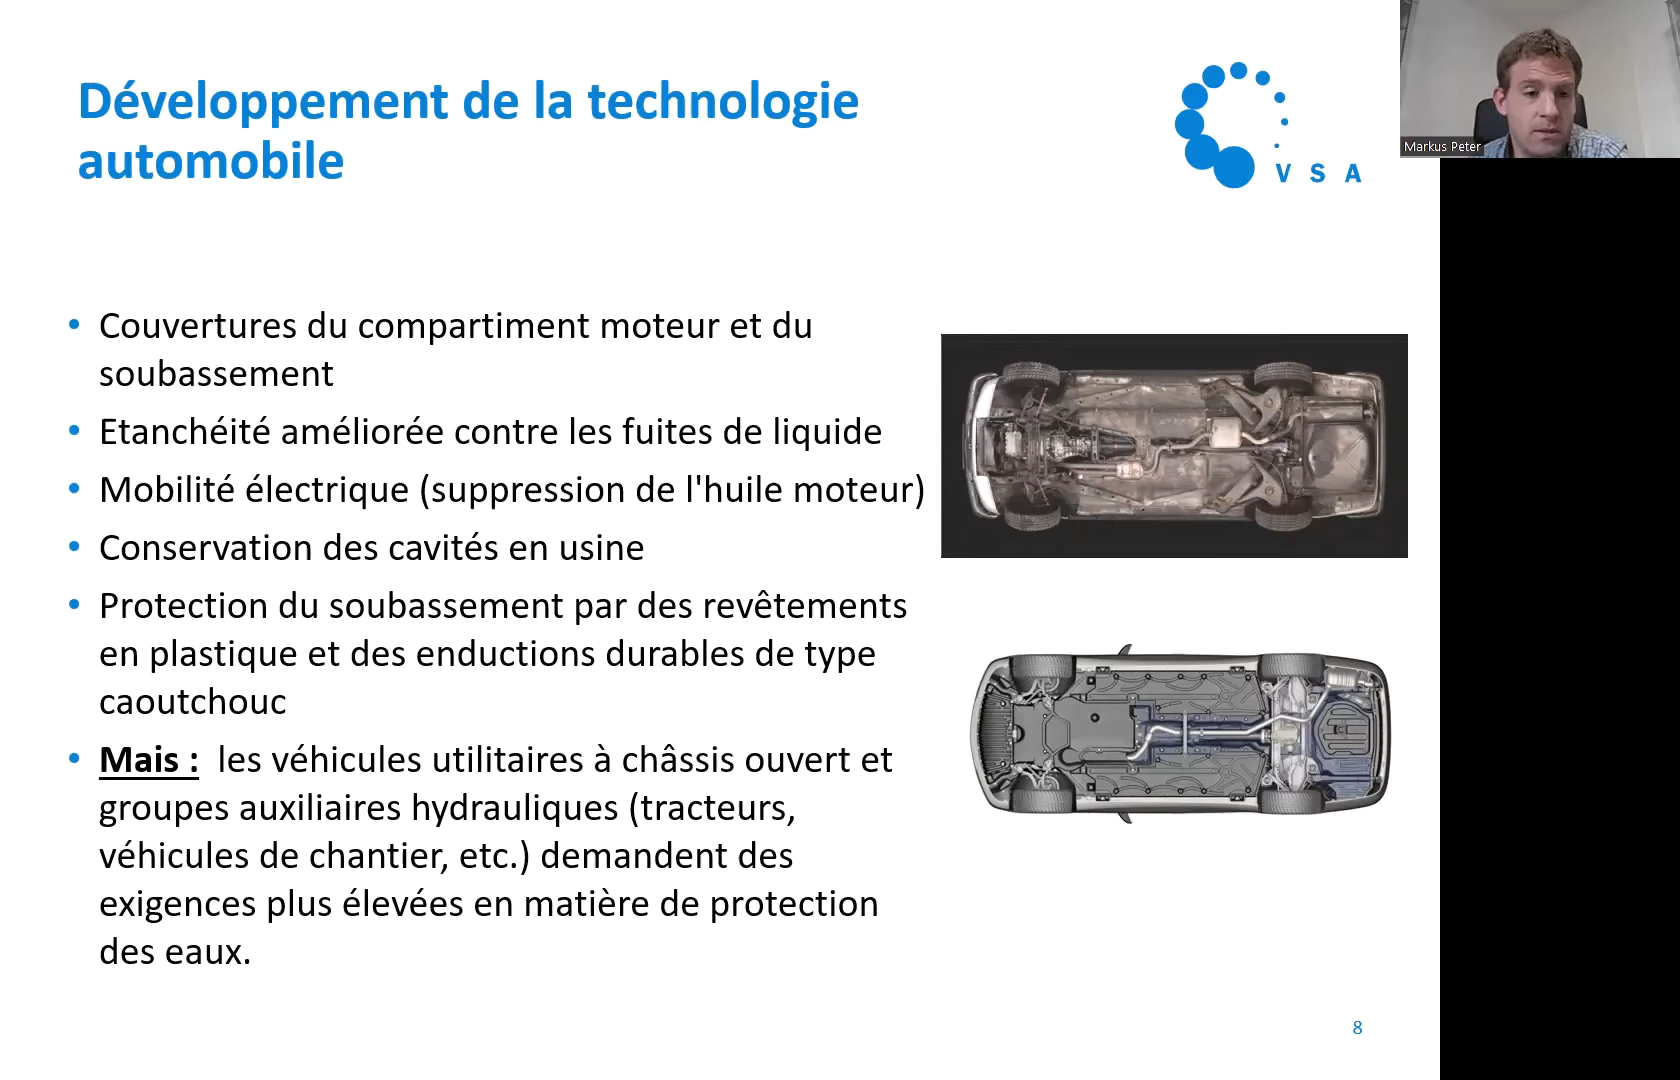 Développement de la technologie
automobile
V S A
Markus Peter
• Couvertures du compartiment moteur et du
soubassement
• Etanchéité améliorée contre les fuites de liquide
• Mobilité électrique (suppression de l'huile moteur)
• Conservation des cavités en usine
• Protection du soubassement par des revêtements
en plastique et des enductions durables de type
caoutchouc
• Mais :  les véhicules utilitaires à châssis ouvert et
groupes auxiliaires hydrauliques (tracteurs,
véhicules de chantier, etc.) demandent des
exigences plus élevées en matière de protection
des eaux.
8